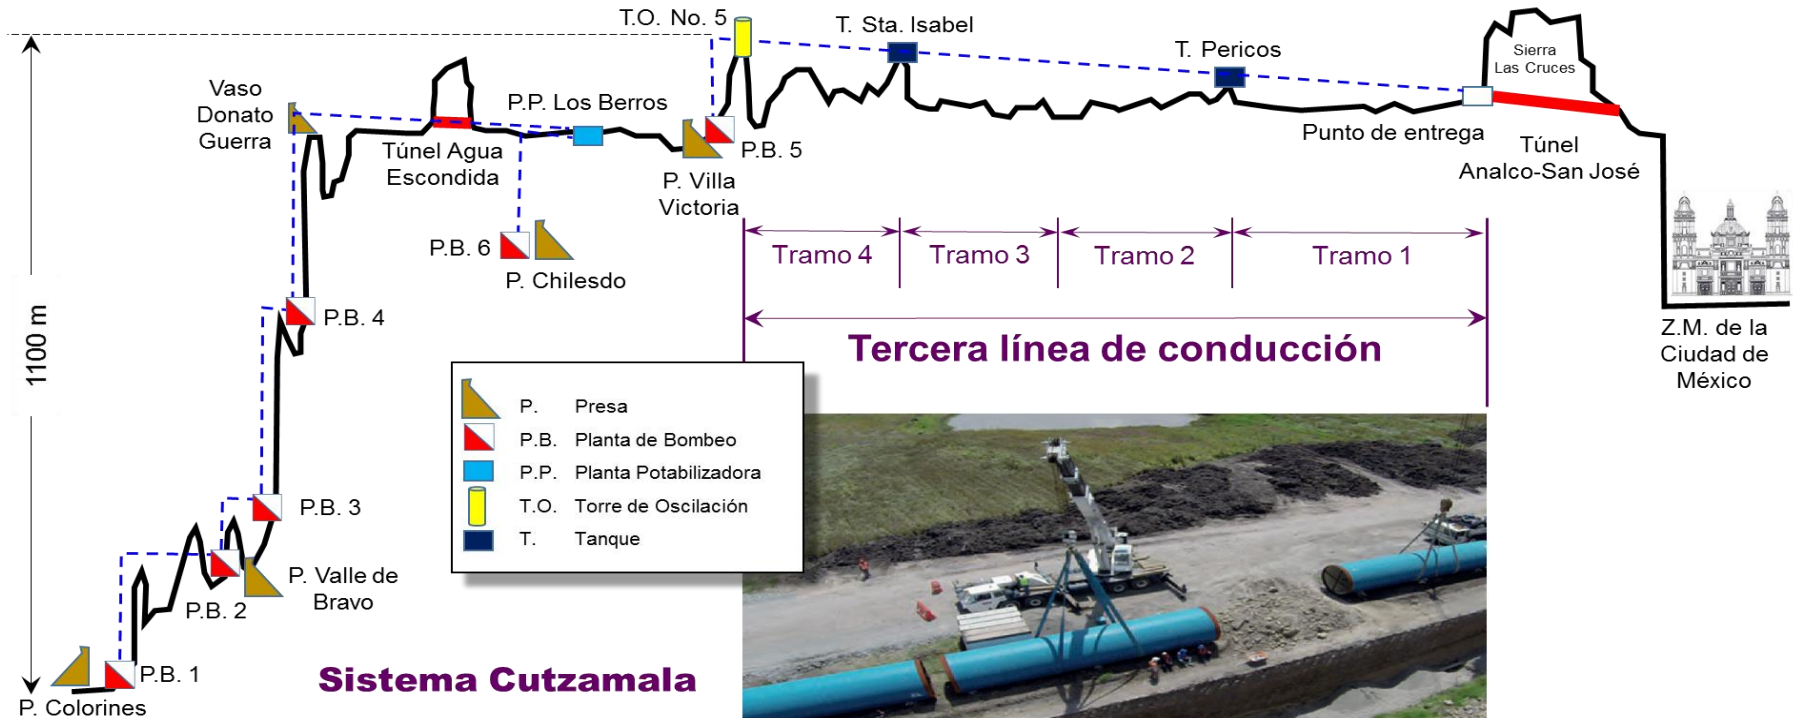 T.O. No. 5
T. Sta. Isabel
T. Pericos
Sierra
Las Cruces
Vaso
Donato
Guerra
P.P. Los Berros
Túnel Agua
Escondida
P.B. 5
P. Villa
Victoria
Punto de entrega
Túnel
Analco-San José
P.B. 6
P. Chilesdo
Tramo 4
Tramo 3
Tramo 2
Tramo 1
1100 m
P.B. 4
Tercera línea de conducción
Z.M. de la
Ciudad de
México
P. Presa
P.B. Planta de Bombeo
P.P. Planta Potabilizadora
T.O. Torre de Oscilación
T. Tanque
P.B. 3
P. Valle de
Bravo
P.B. 2
P.B. 1
P. Colorines
Sistema Cutzamala